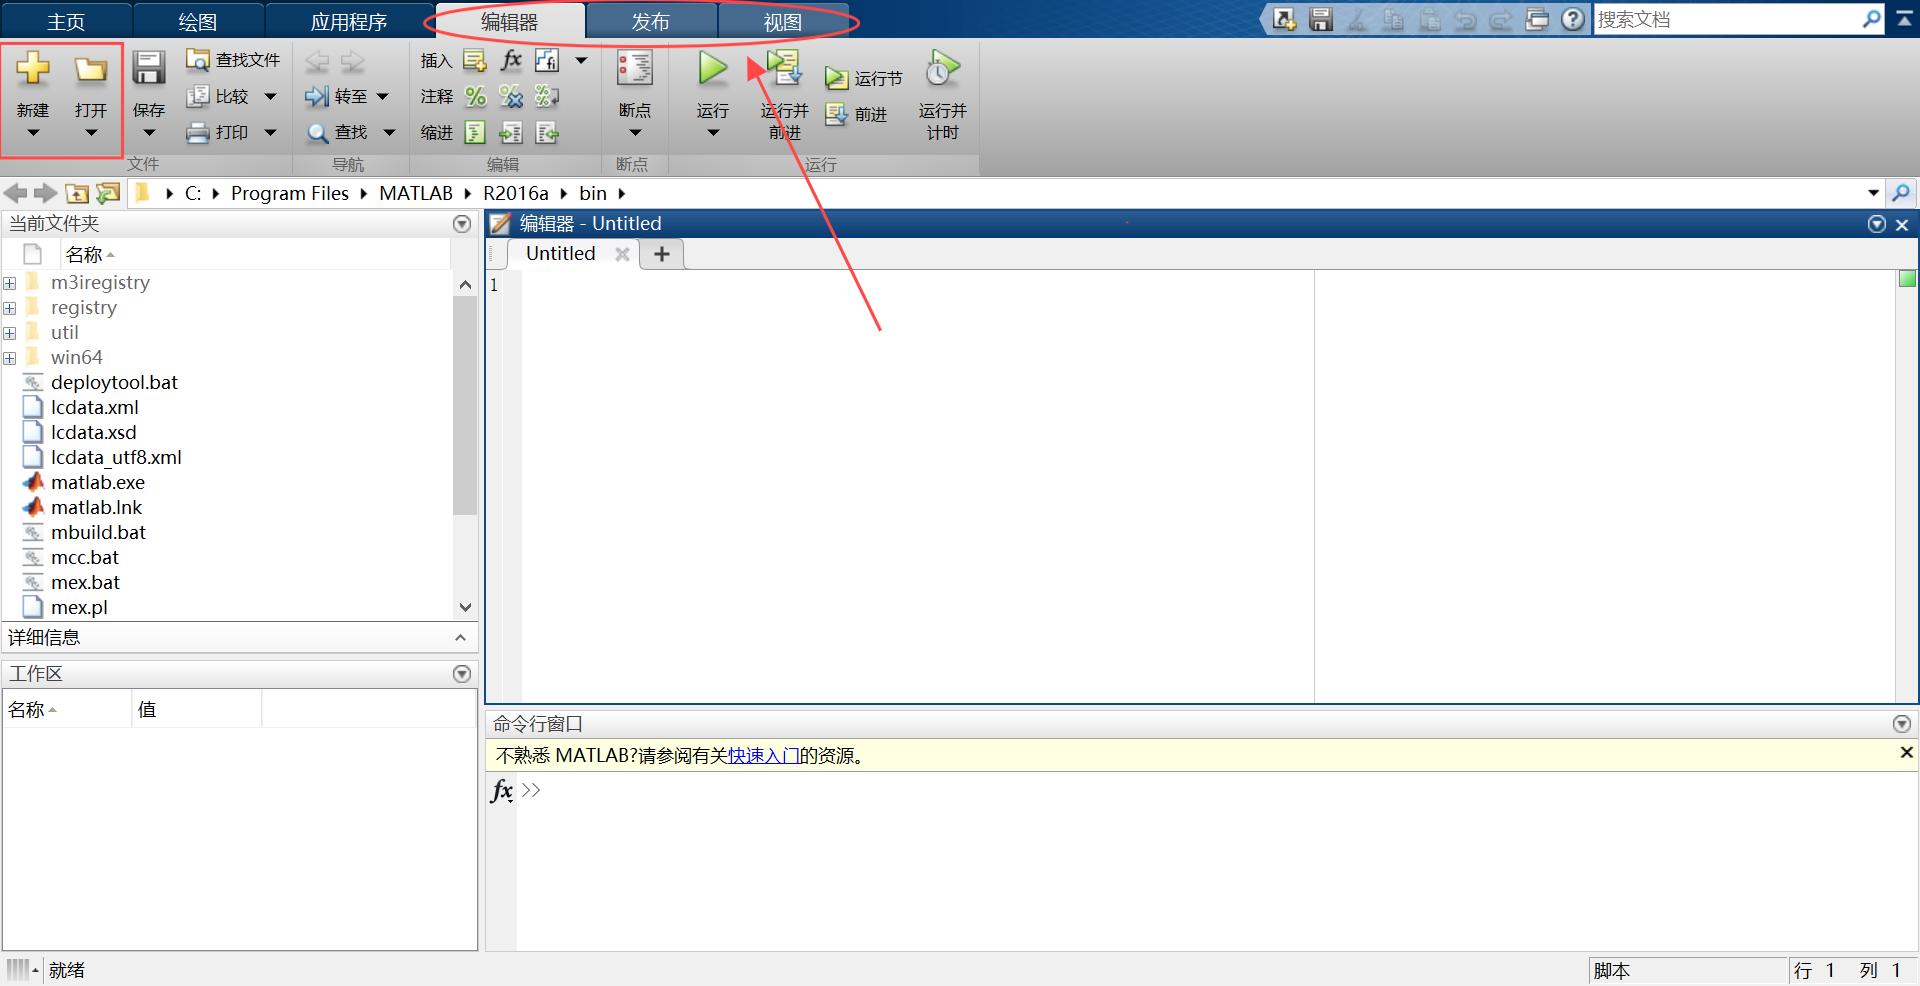 主页 绘图 应用程序 编辑器 发布 视图
搜索文档
新建 打开 保存
查找文件
比较
打印
文件
转至
查找
导航
插入 fx fi
注释
缩进
编辑
断点
断点
运行
运行并
前进
运行节
前进
运行并
计时
运行
C: Program Files MATLAB R2016a bin
当前文件夹
名称
m3iregistry
registry
util
win64
deploytool.bat
lcdata.xml
lcdata.xsd
lcdata_utf8.xml
matlab.exe
matlab.lnk
mbuild.bat
mcc.bat
mex.bat
mex.pl
详细信息
工作区
名称 值
编辑器 - Untitled
Untitled
1
命令行窗口
不熟悉 MATLAB?请参阅有关快速入门的资源。
fx >>
就绪
脚本
行 1 列 1